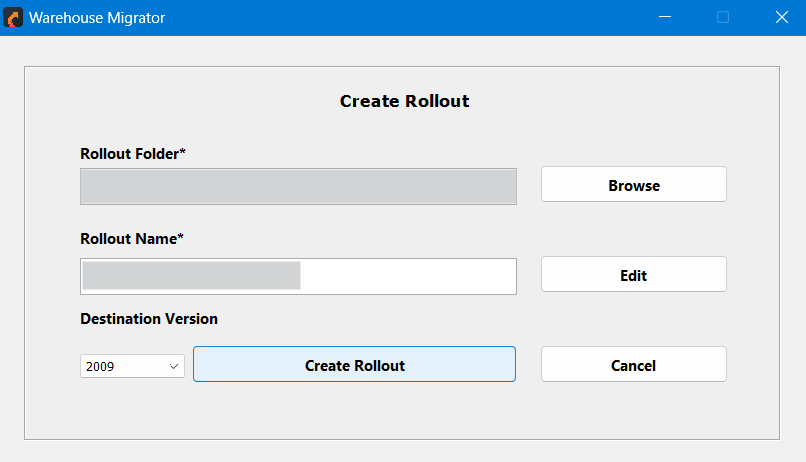 Warehouse Migrator
Create Rollout
Rollout Folder*
Browse
Rollout Name*
Edit
Destination Version
2009
Create Rollout
Cancel